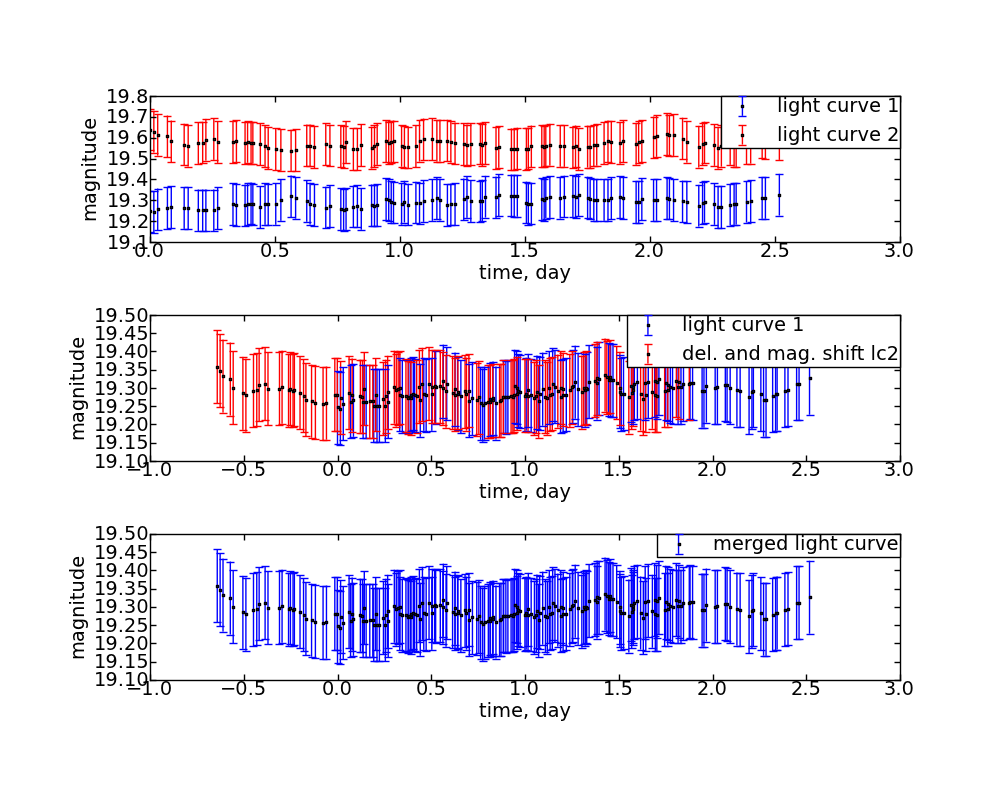 19.8
19.7
19.6
19.5
19.4
19.3
19.2
19.1
magnitude
light curve 1
light curve 2
0.0 0.5 1.0 1.5 2.0 2.5 3.0
time, day
19.50
19.45
19.40
19.35
19.30
19.25
19.20
19.15
19.10
magnitude
light curve 1
del. and mag. shift lc2
−1.0 −0.5 0.0 0.5 1.0 1.5 2.0 2.5 3.0
time, day
19.50
19.45
19.40
19.35
19.30
19.25
19.20
19.15
19.10
magnitude
merged light curve
−1.0 −0.5 0.0 0.5 1.0 1.5 2.0 2.5 3.0
time, day